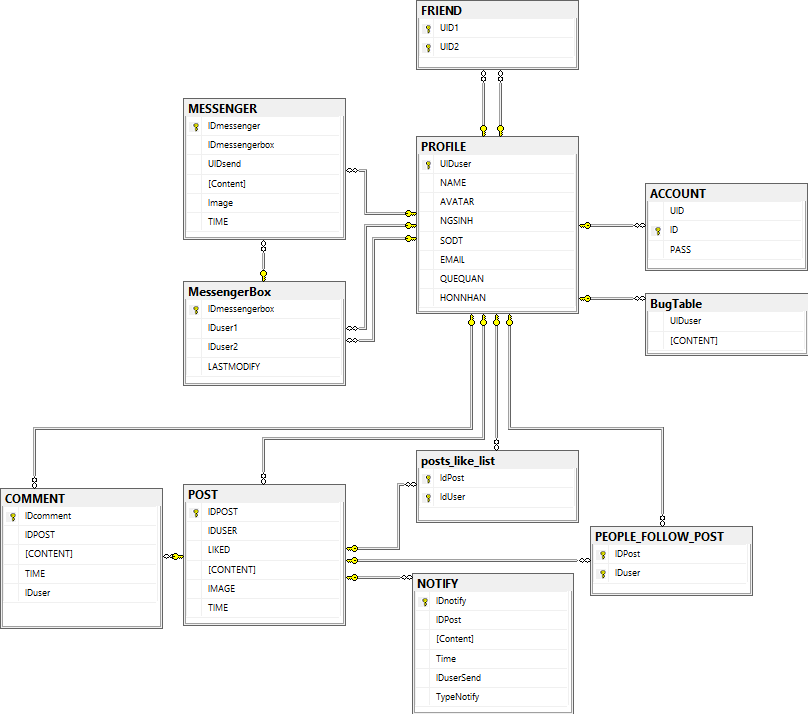 FRIEND
UID1
UID2
MESSENGER
IDmessenger
IDmessengerbox
UIDsend
[Content]
Image
TIME
PROFILE
UIDuser
NAME
AVATAR
NGSINH
SODT
EMAIL
QUEQUAN
HONNHAN
ACCOUNT
UID
ID
PASS
MessengerBox
IDmessengerbox
IDuser1
IDuser2
LASTMODIFY
BugTable
UIDuser
[CONTENT]
COMMENT
IDcomment
IDPOST
[CONTENT]
TIME
IDuser
POST
IDPOST
IDUSER
LIKED
[CONTENT]
IMAGE
TIME
posts_like_list
IdPost
IdUser
PEOPLE_FOLLOW_POST
IDPost
IDuser
NOTIFY
IDnotify
IDPost
[Content]
Time
IDuserSend
TypeNotify